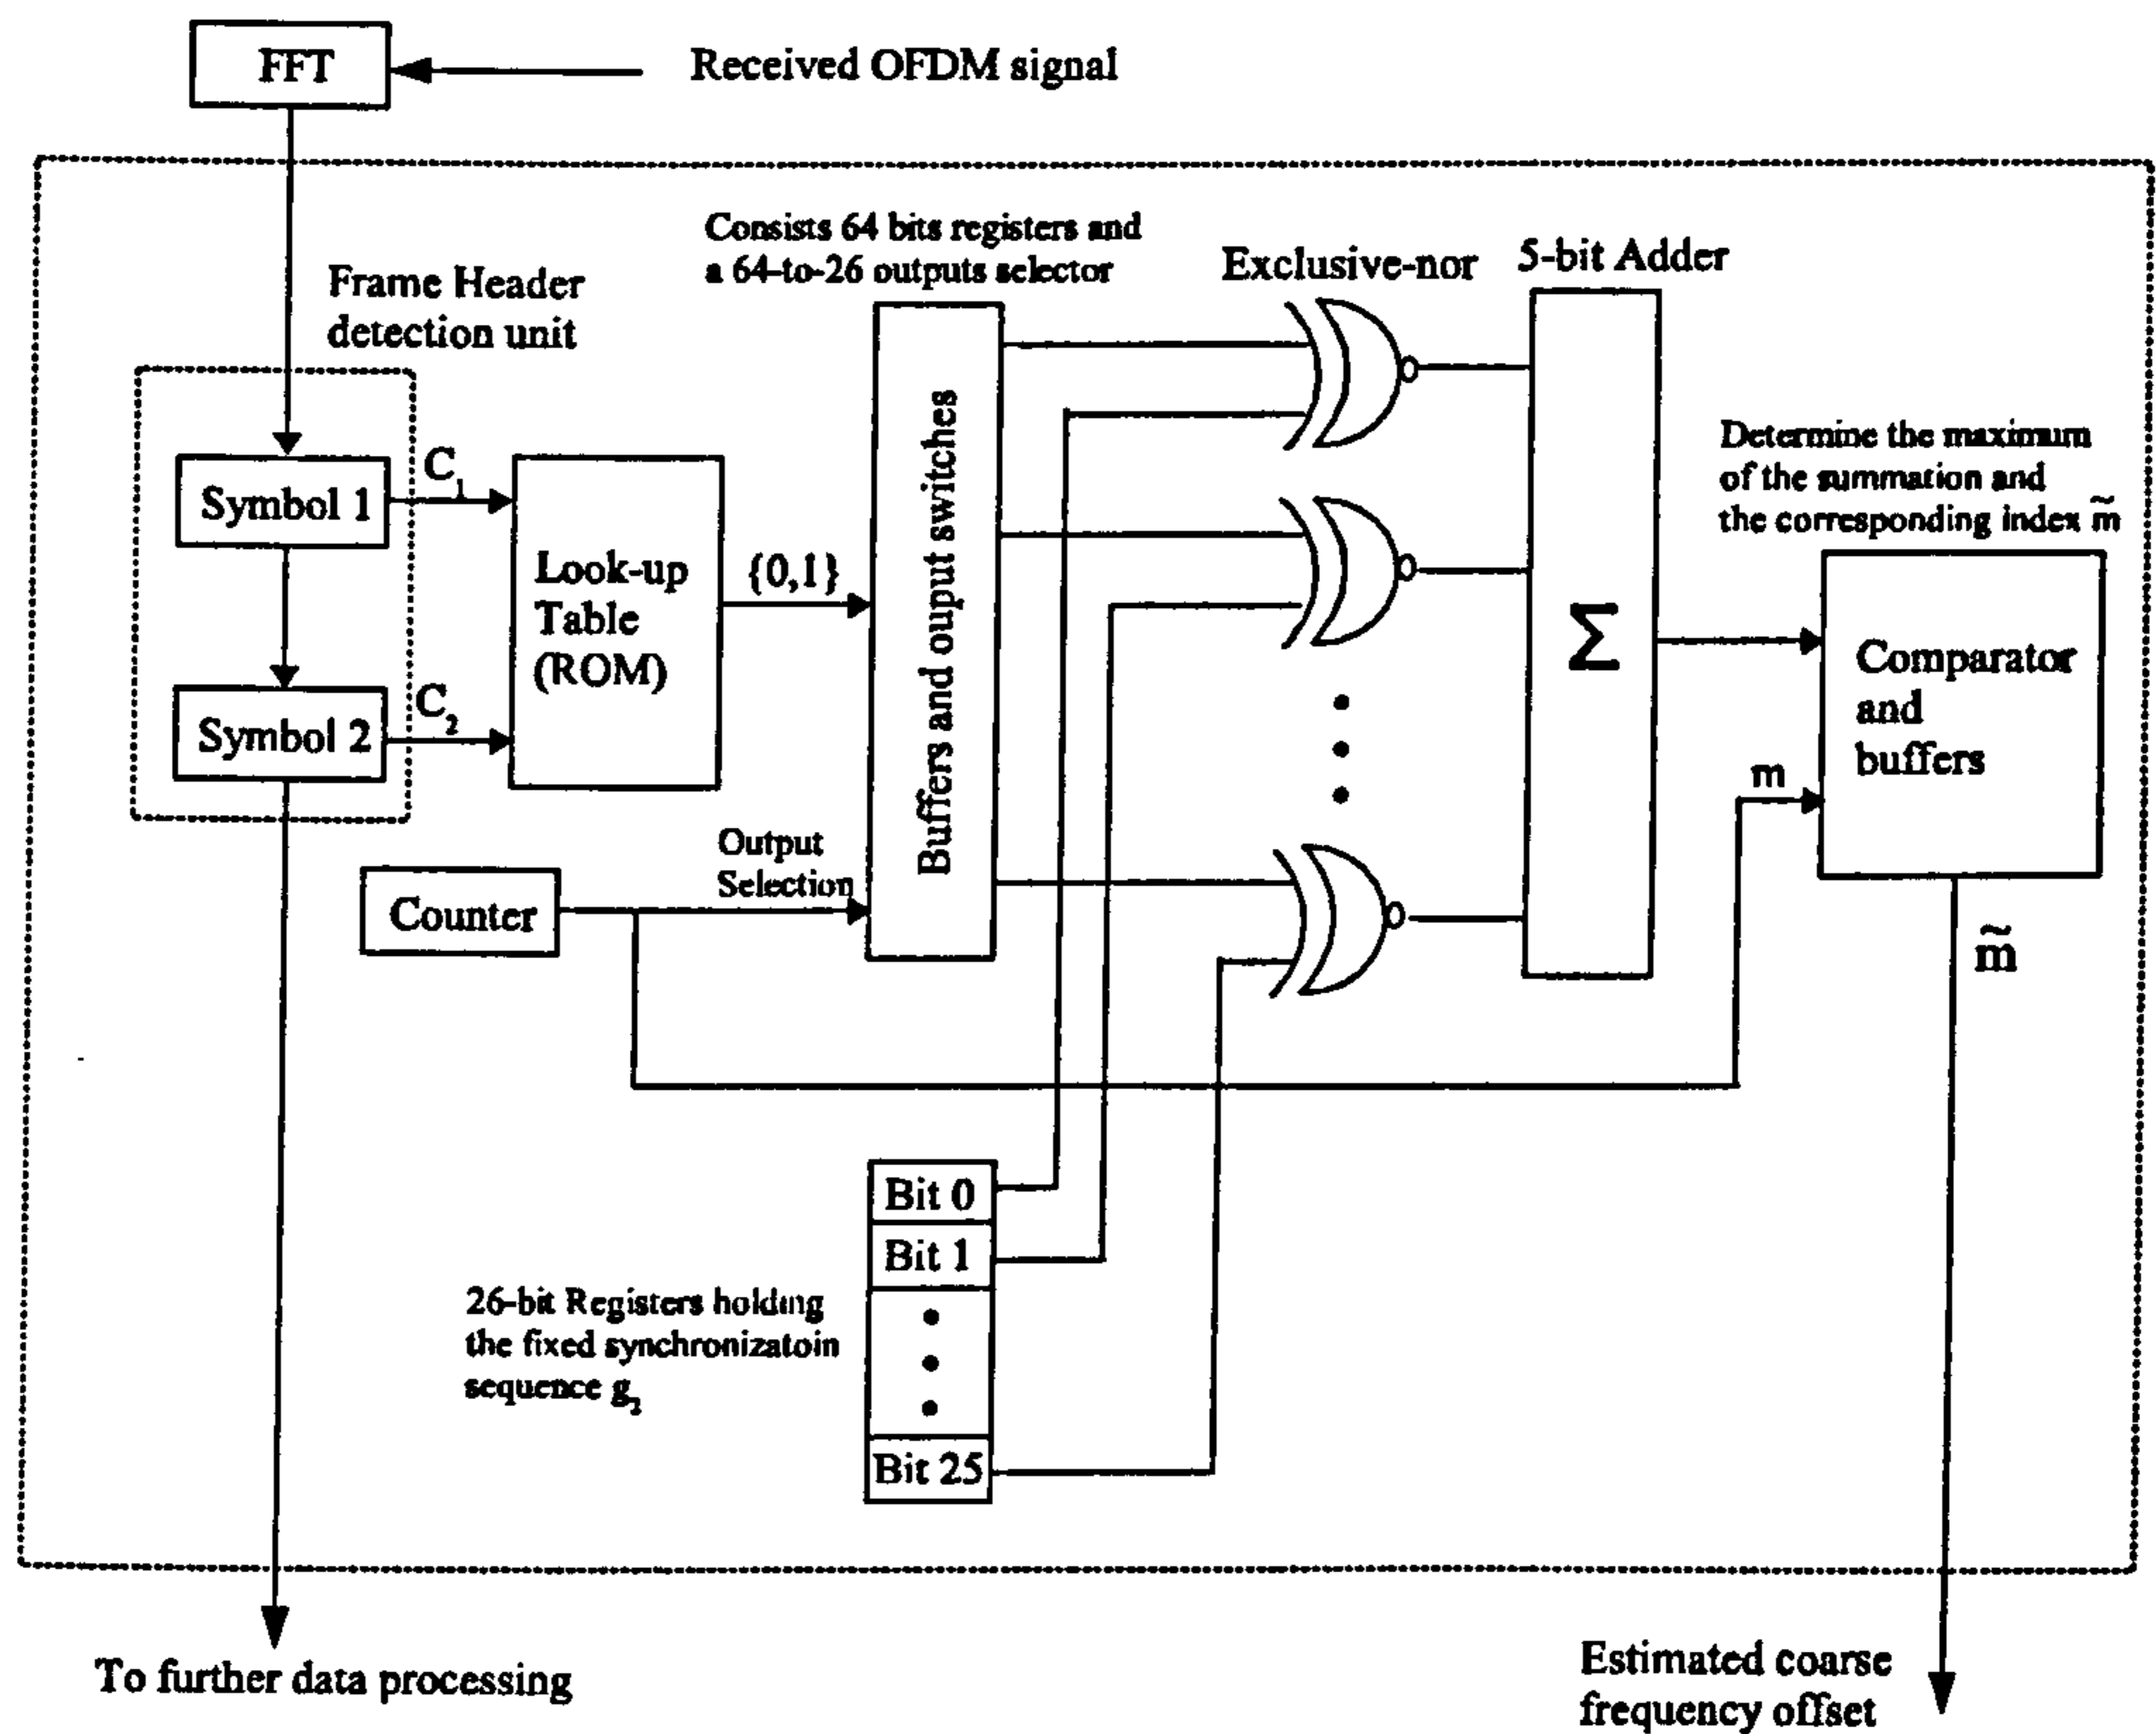 FFT
Received OFDM signal
Consists 64 bits registers and
a 64-to-26 outputs selector
Exclusive-nor
5-bit Adder
Frame Header
detection unit
Symbol 1
C1
Look-up
Table
(ROM)
{0,1}
Buffers and ouput switches
Σ
Determine the maximum
of the summation and
the corresponding index m̃
Comparator
and
buffers
Symbol 2
C2
m
Counter
Output
Selection
m̃
Bit 0
Bit 1
Bit 25
26-bit Registers holding
the fixed synchronizatoin
sequence
To further data processing
Estimated coarse
frequency offset